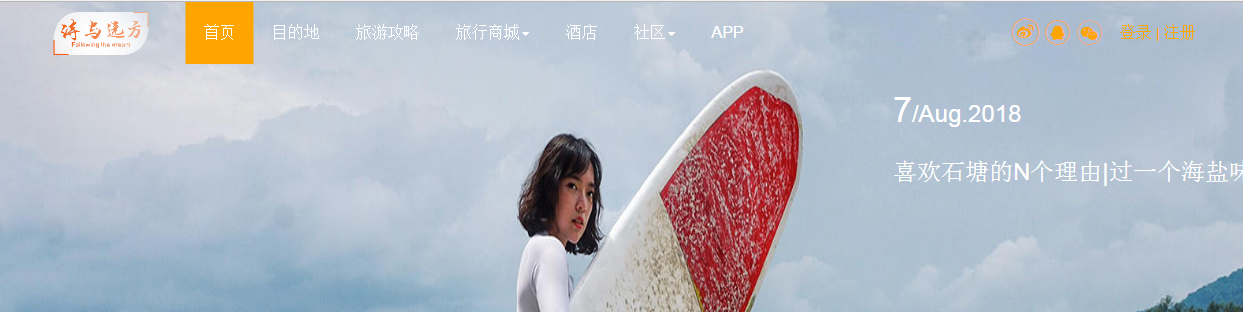 诗与远方
Following the dream
首页 目的地 旅游攻略 旅行商城 酒店 社区 APP
登录 | 注册
7/Aug.2018
喜欢石塘的N个理由|过一个海盐味